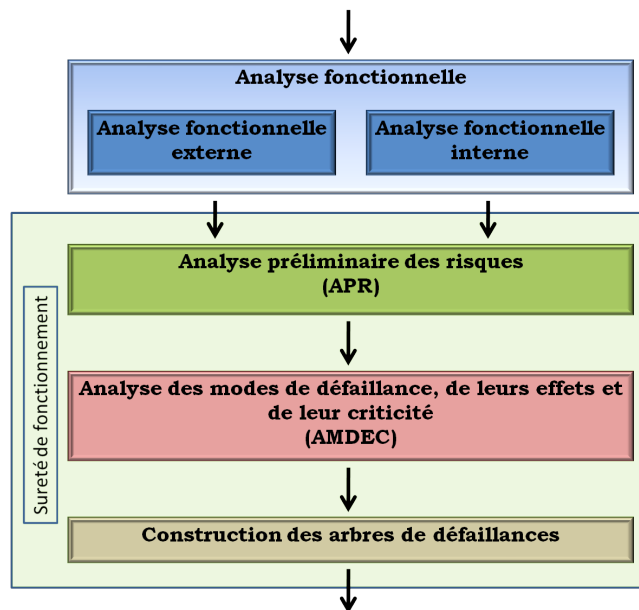 Analyse fonctionnelle
Analyse fonctionnelle
externe
Analyse fonctionnelle
interne
Sureté de fonctionnement
Analyse préliminaire des risques
(APR)
Analyse des modes de défaillance, de leurs effets et
de leur criticité
(AMDEC)
Construction des arbres de défaillances